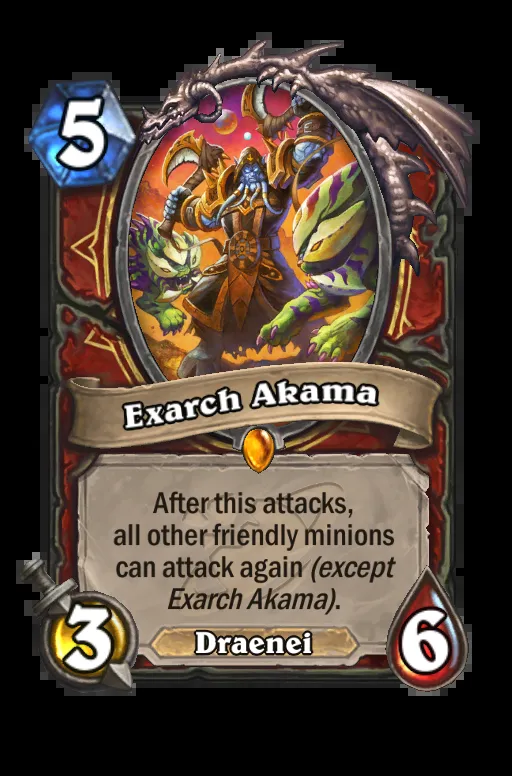 5
Exarch Akama
After this attacks,
all other friendly minions
can attack again (except
Exarch Akama).
3
Draenei
6